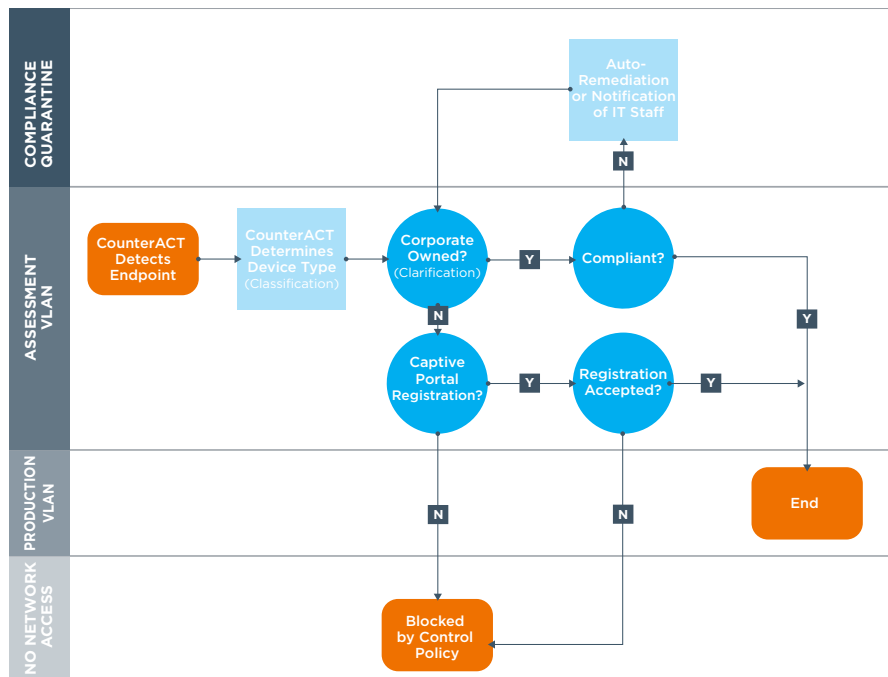 COMPLIANCE
QUARANTINE
Auto-
Remediation
or Notification
of IT Staff
N
ASSESSMENT
VLAN
CounterACT
Detects
Endpoint
CounterACT
Determines
Device Type
(Classification)
Corporate
Owned?
(Clarification)
Y
Compliant?
Y
N
Captive
Portal
Registration?
Y
Registration
Accepted?
Y
PRODUCTION
VLAN
N
N
End
NO NETWORK
ACCESS
Blocked
by Control
Policy